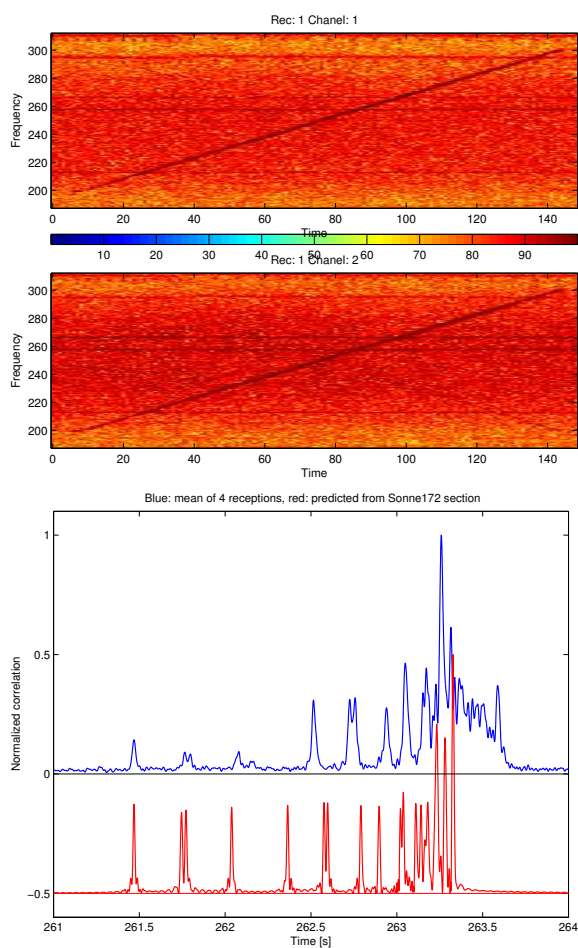 Rec: 1 Chanel: 1
Frequency
300
280
260
240
220
200
0 20 40 60 80 100 120 140
Time
10 20 30 40 50 60 70 80 90
Rec: 1 Chanel: 2
Frequency
300
280
260
240
220
200
0 20 40 60 80 100 120 140
Time
Blue: mean of 4 receptions, red: predicted from Sonne172 section
Normalized correlation
1
0.5
0
−0.5
261 261.5 262 262.5 263 263.5 264
Time [s]